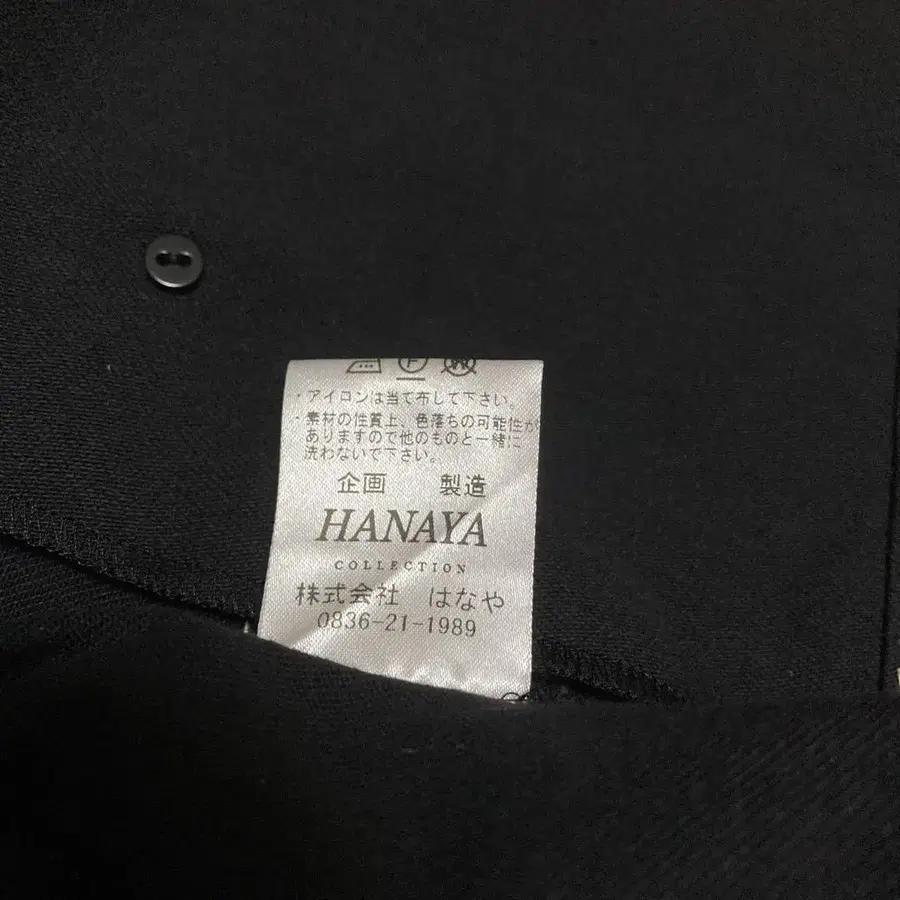 ・アイロンは当て布して下さい。
・素材の性質上、色落ちの可能性が
ありますので他のものと一緒に
洗わないで下さい。
企画 製造
HANAYA
COLLECTION
株式会社 はなや
0836-21-1989